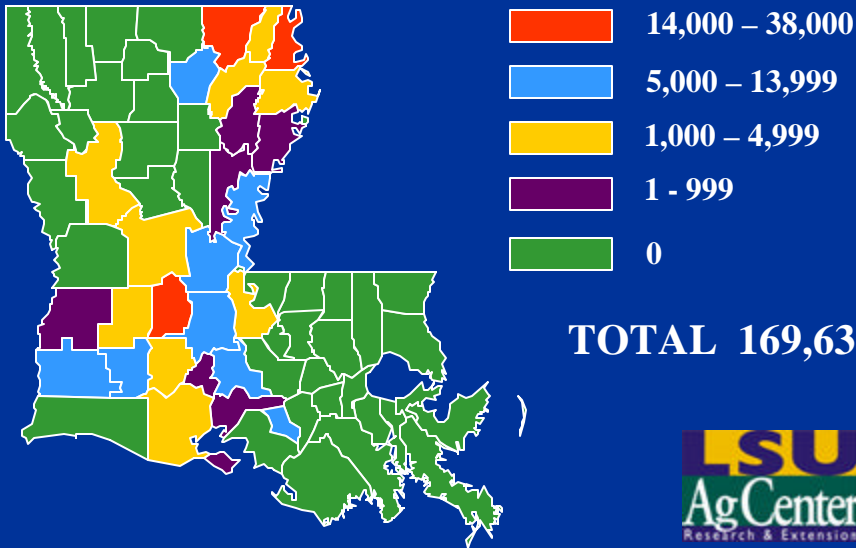 14,000 – 38,000
5,000 – 13,999
1,000 – 4,999
1 - 999
0
TOTAL 169,63
LSU
AgCenter
Research & Extension